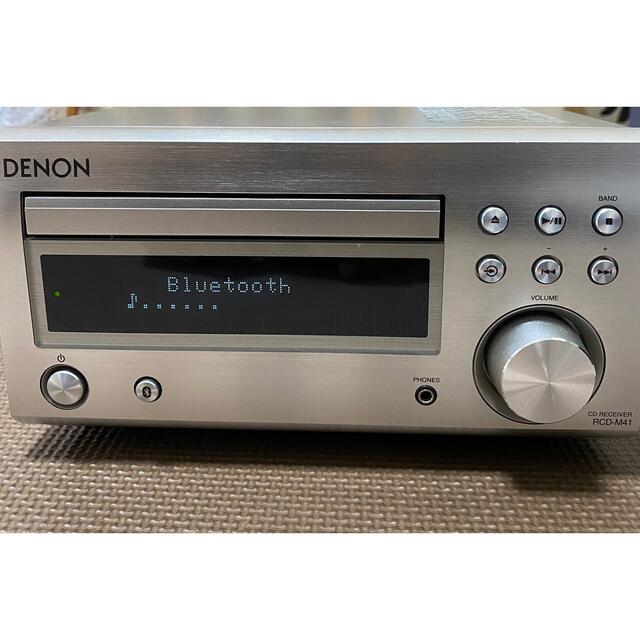 DENON
BAND
Bluetooth
♪......
- +
VOLUME
PHONES
CD RECEIVER
RCD-M41